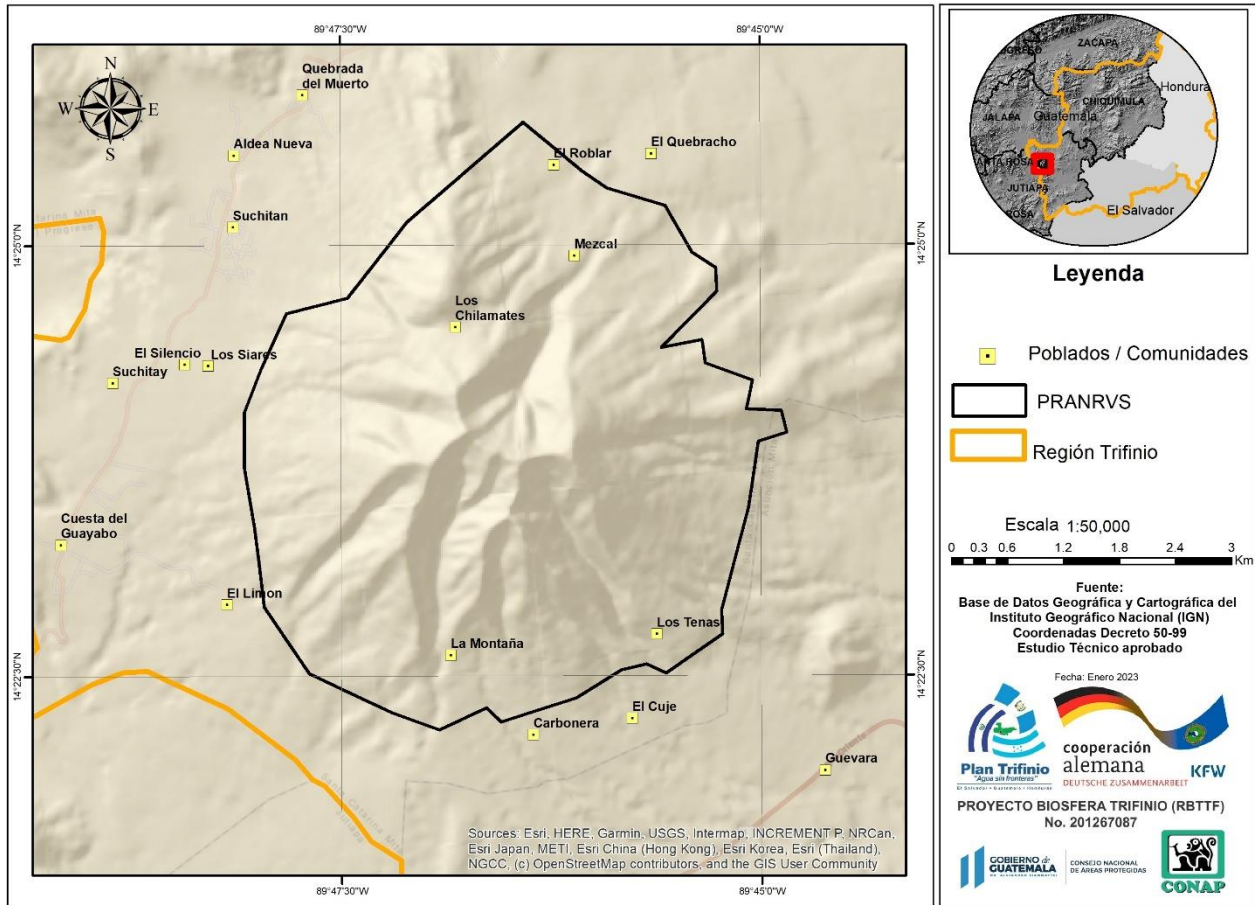 89°47'30"W
89°45'0"W
N
W
E
S
Quebrada
del Muerto
Aldea Nueva
El Roblar
El Quebracho
Suchitan
14°25'0"N
14°25'0"N
Mezcal
Los
Chilamates
El Silencio
Los Siares
Suchitay
Cuesta del
Guayabo
El Limon
Los Tenas
La Montaña
14°22'30"N
14°22'30"N
El Cuje
Carbonera
Guevara
Sources: Esri, HERE, Garmin, USGS, Intermap, INCREMENT P, NRCan,
Esri Japan, METI, Esri China (Hong Kong), Esri Korea, Esri (Thailand),
NGCC, (c) OpenStreetMap contributors, and the GIS User Community
89°47'30"W
89°45'0"W
ZACAPA
Hondura
CHIQUIMULA
JALAPA
Guatemala
JUTIAPA
El Salvador
ROSA
Leyenda
Poblados / Comunidades
PRANRVS
Región Trifinio
Escala 1:50,000
0 0.3 0.6 1.2 1.8 2.4 3
Km
Fuente:
Base de Datos Geográfica y Cartográfica del
Instituto Geográfico Nacional (IGN)
Coordenadas Decreto 50-99
Estudio Técnico aprobado
Fecha: Enero 2023
Plan Trifinio
"Agua sin fronteras"
El Salvador • Guatemala • Honduras
cooperación
alemana
DEUTSCHE ZUSAMMENARBEIT
KFW
PROYECTO BIOSFERA TRIFINIO (RBTTF)
No. 201267087
GOBIERNO de
GUATEMALA
CONSEJO NACIONAL
DE ÁREAS PROTEGIDAS
CONAP